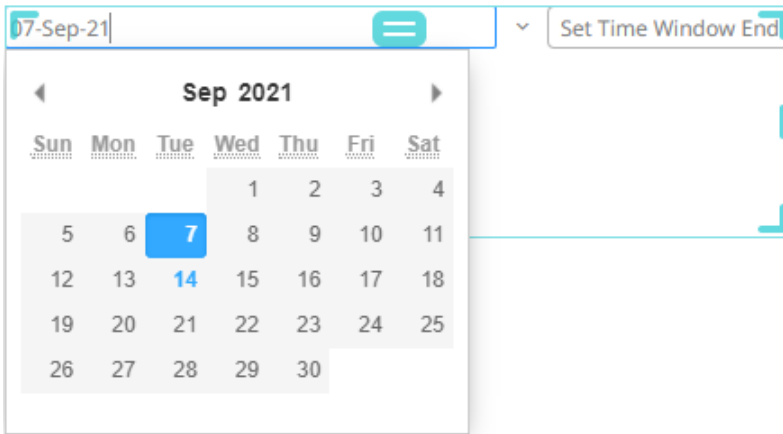 07-Sep-21 Set Time Window End
Sep 2021
Sun Mon Tue Wed Thu Fri Sat
1 2 3 4
5 6 7 8 9 10 11
12 13 14 15 16 17 18
19 20 21 22 23 24 25
26 27 28 29 30